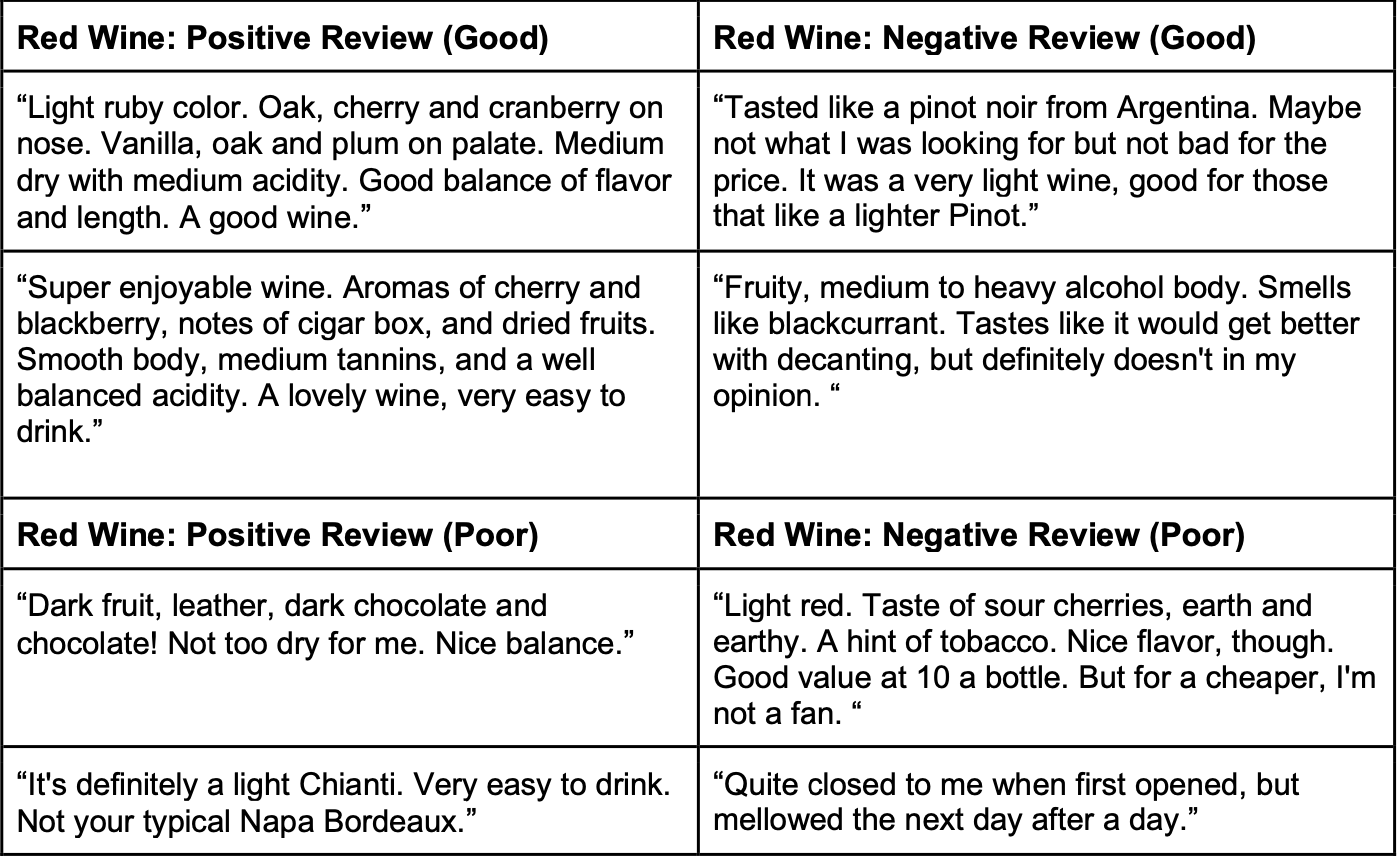 Red Wine: Positive Review (Good)
Red Wine: Negative Review (Good)
“Light ruby color. Oak, cherry and cranberry on
nose. Vanilla, oak and plum on palate. Medium
dry with medium acidity. Good balance of flavor
and length. A good wine.”
“Tasted like a pinot noir from Argentina. Maybe
not what I was looking for but not bad for the
price. It was a very light wine, good for those
that like a lighter Pinot.”
“Super enjoyable wine. Aromas of cherry and
blackberry, notes of cigar box, and dried fruits.
Smooth body, medium tannins, and a well
balanced acidity. A lovely wine, very easy to
drink.”
“Fruity, medium to heavy alcohol body. Smells
like blackcurrant. Tastes like it would get better
with decanting, but definitely doesn't in my
opinion. “
Red Wine: Positive Review (Poor)
Red Wine: Negative Review (Poor)
“Dark fruit, leather, dark chocolate and
chocolate! Not too dry for me. Nice balance.”
“Light red. Taste of sour cherries, earth and
earthy. A hint of tobacco. Nice flavor, though.
Good value at 10 a bottle. But for a cheaper, I'm
not a fan. “
“It's definitely a light Chianti. Very easy to drink.
Not your typical Napa Bordeaux.”
“Quite closed to me when first opened, but
mellowed the next day after a day.”